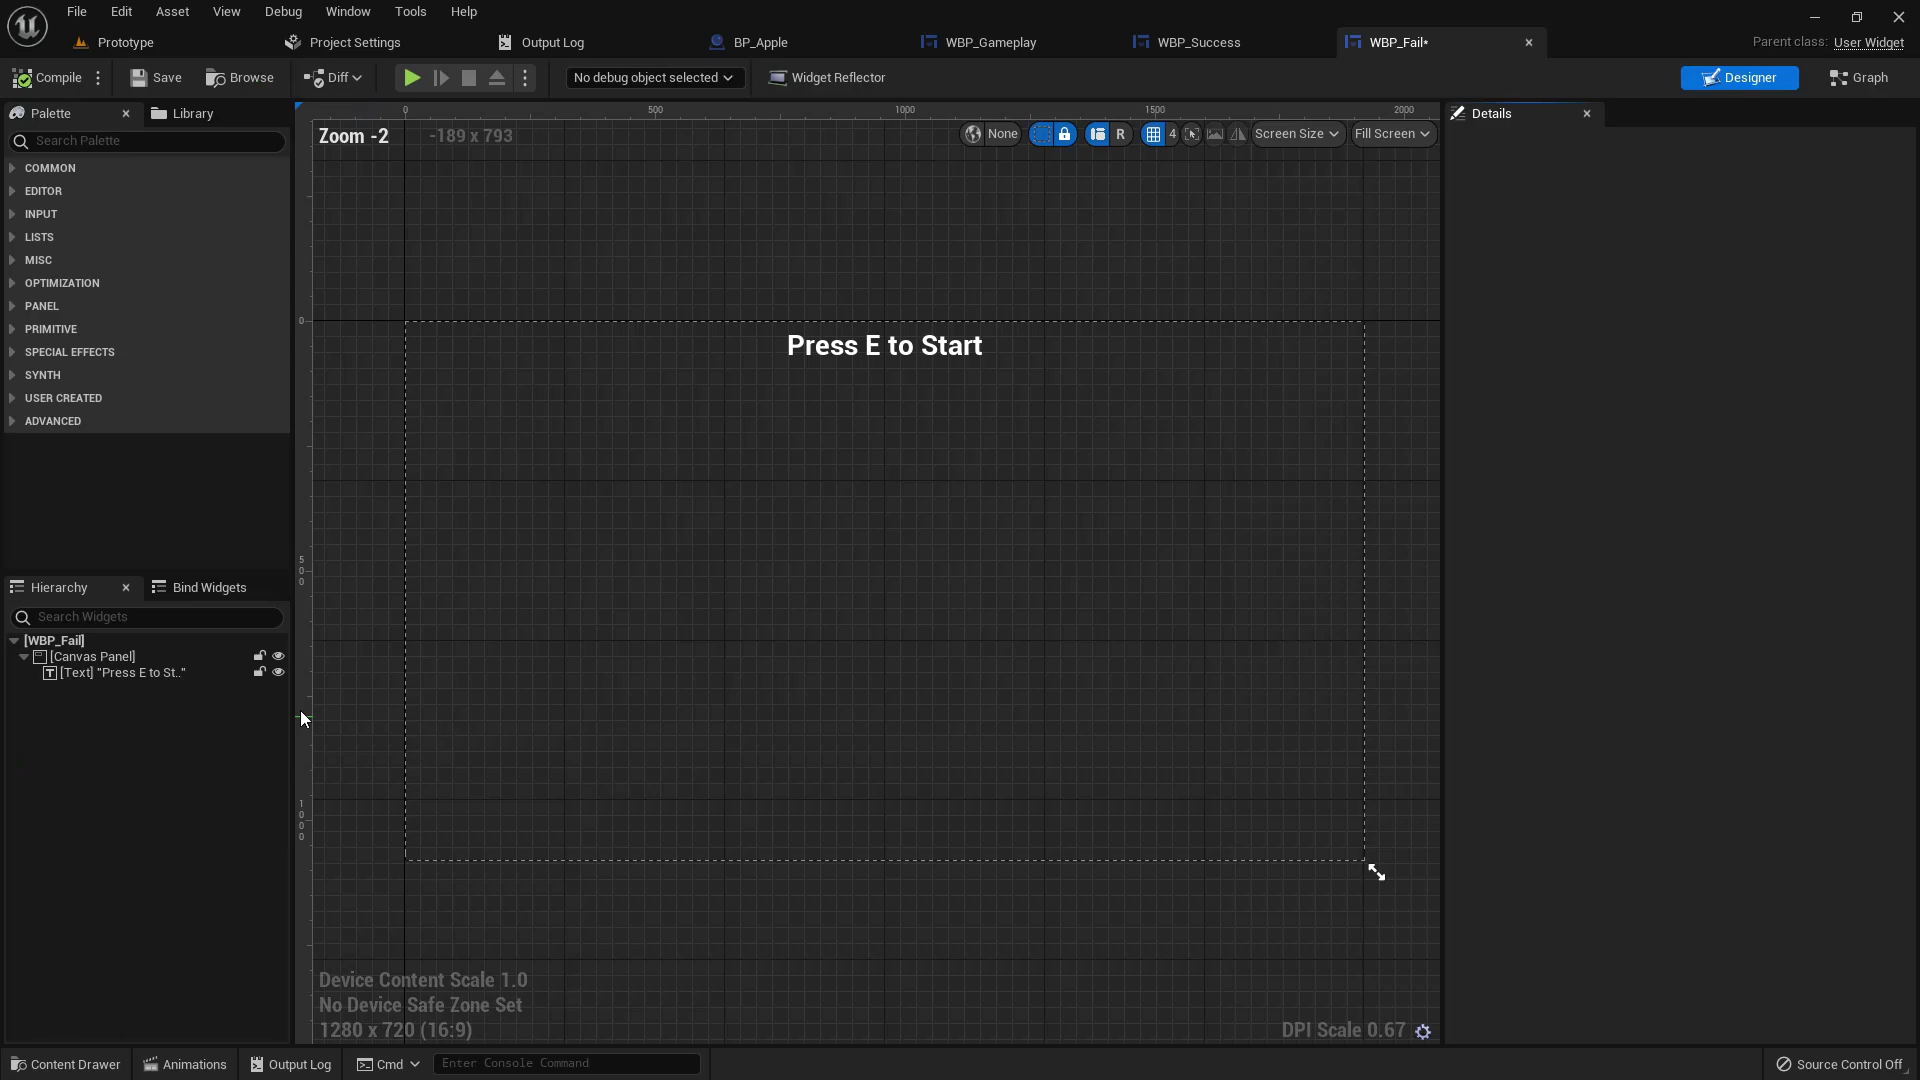 File Edit Asset View Debug Window Tools Help
Prototype Project Settings Output Log BP_Apple WBP_Gameplay WBP_Success WBP_Fail* Parent class: User Widget
Compile Save Browse Diff No debug object selected Widget Reflector Designer Graph
Palette Library 0 500 1000 1500 2000 Details
Search Palette Zoom -2 -189 x 793 None R 4 Screen Size Fill Screen
COMMON
EDITOR
INPUT
LISTS
MISC
OPTIMIZATION
PANEL
0
PRIMITIVE
Press E to Start
SPECIAL EFFECTS
SYNTH
USER CREATED
ADVANCED
500
Hierarchy Bind Widgets
Search Widgets
[WBP_Fail]
[Canvas Panel]
[Text] "Press E to St.."
1000
Device Content Scale 1.0
No Device Safe Zone Set
1280 x 720 (16:9) DPI Scale 0.67
Content Drawer Animations Output Log Cmd Enter Console Command Source Control Off